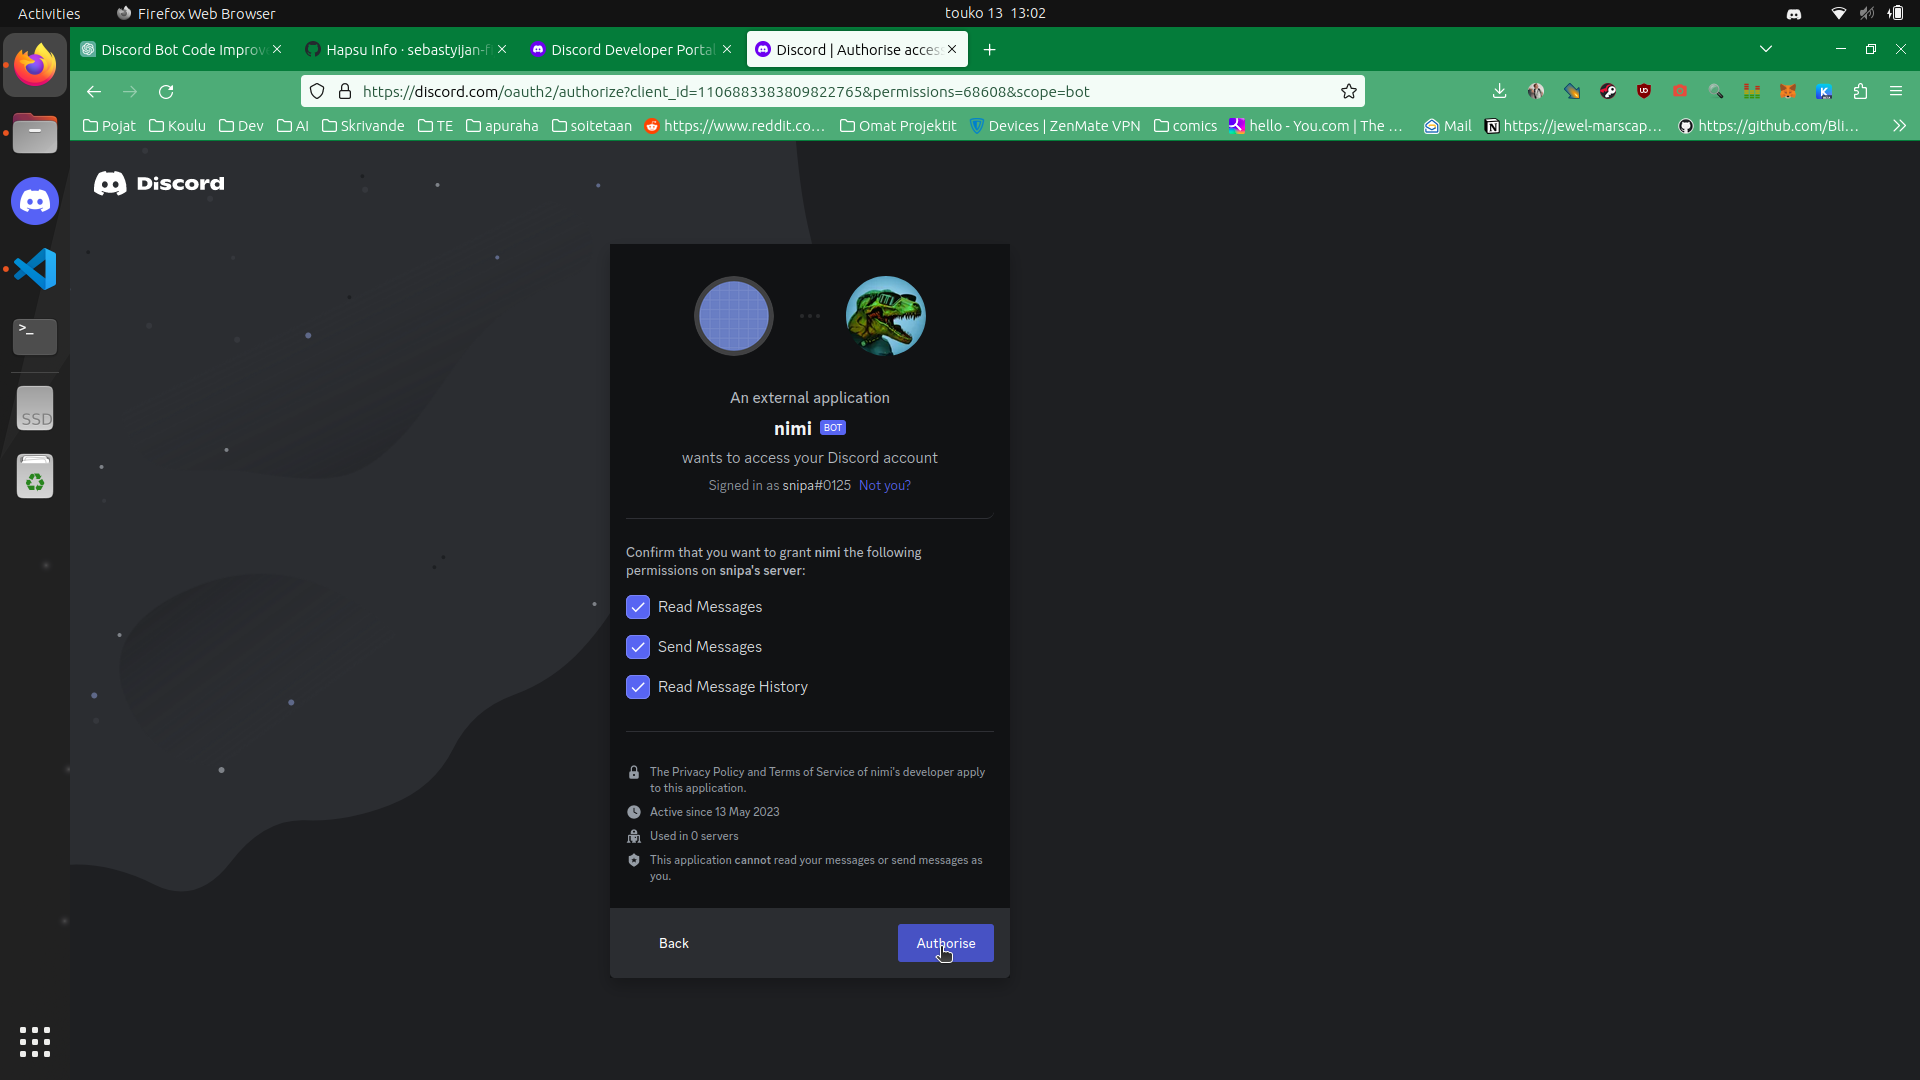 Activities
Firefox Web Browser
touko 13 13:02
Discord Bot Code Improv
Hapsu Info · sebastyijan-f
Discord Developer Porta
Discord | Authorise acces
https://discord.com/oauth2/authorize?client_id=1106883383809822765&permissions=68608&scope=bot
Pojat
Koulu
Dev
AI
Skrivande
TE
apuraha
soitetaan
https://www.reddit.co...
Omat Projektit
Devices | ZenMate VPN
comics
hello - You.com | The ...
Mail
https://jewel-marscap...
https://github.com/Bli...
Discord
SSD
An external application
nimi BOT
wants to access your Discord account
Signed in as snipa#0125 Not you?
Confirm that you want to grant nimi the following
permissions on snipa's server:
Read Messages
Send Messages
Read Message History
The Privacy Policy and Terms of Service of nimi's developer apply
to this application.
Active since 13 May 2023
Used in 0 servers
This application cannot read your messages or send messages as
you.
Back
Authorise